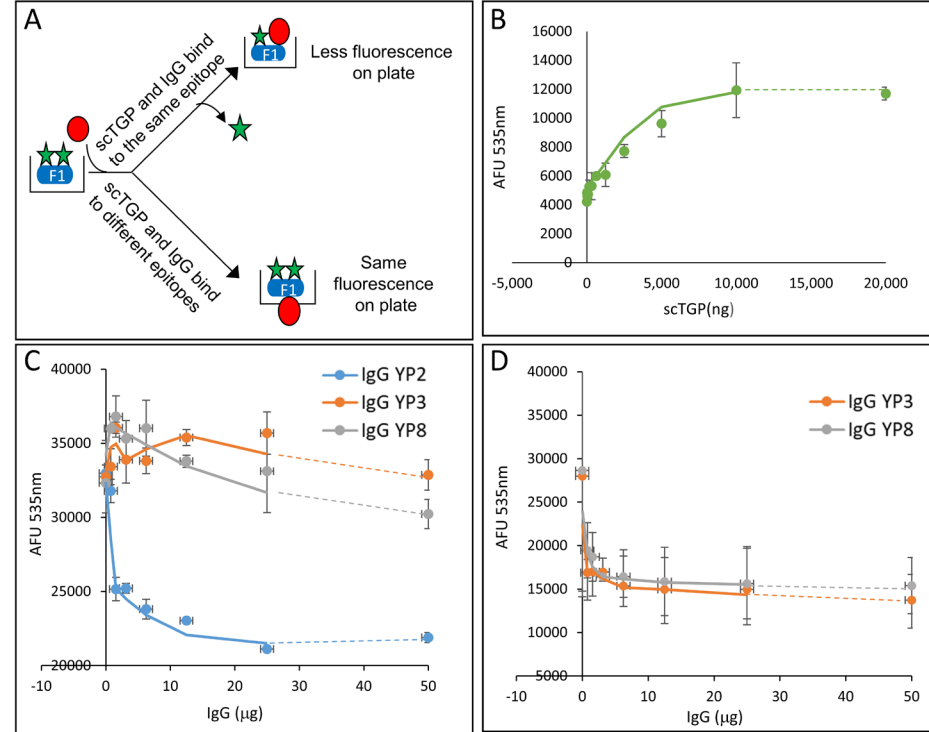 A
scTGP and IgG bind
to the same epitope
F1
Less fluorescence
on plate
F1
scTGP and IgG bind
to different epitopes
F1
Same
fluorescence
on plate
B
16000
14000
12000
10000
8000
6000
4000
2000
0
AFU 535nm
-5,000
0
5,000
10,000
15,000
20,000
scTGP(ng)
C
40000
35000
30000
25000
20000
AFU 535nm
IgG YP2
IgG YP3
IgG YP8
-10
0
10
20
30
40
50
IgG (µg)
D
40000
35000
30000
25000
20000
15000
10000
5000
AFU 535nm
IgG YP3
IgG YP8
-10
0
10
20
30
40
50
IgG (µg)